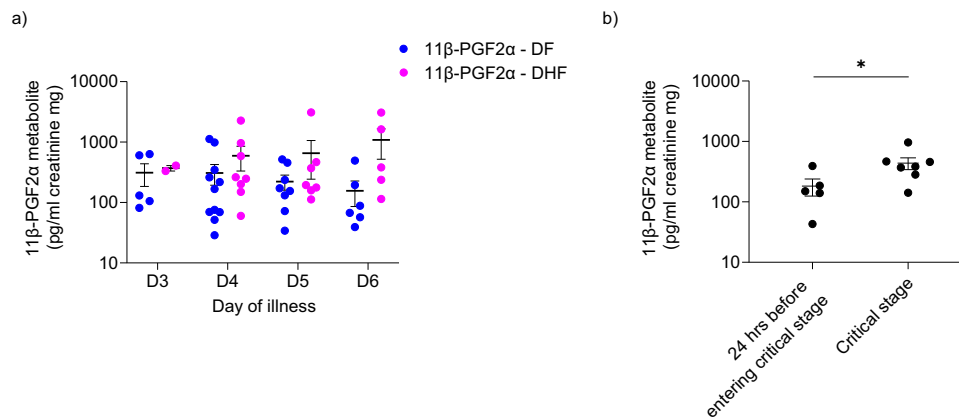 a)
11β-PGF2α - DF
11β-PGF2α - DHF
11β-PGF2α metabolite
(pg/ml creatinine mg)
10000
1000
100
10
D3 D4 D5 D6
Day of illness
b)
11β-PGF2α metabolite
(pg/ml creatinine mg)
10000
1000
100
10
*
24 hrs before
entering critical stage
Critical stage